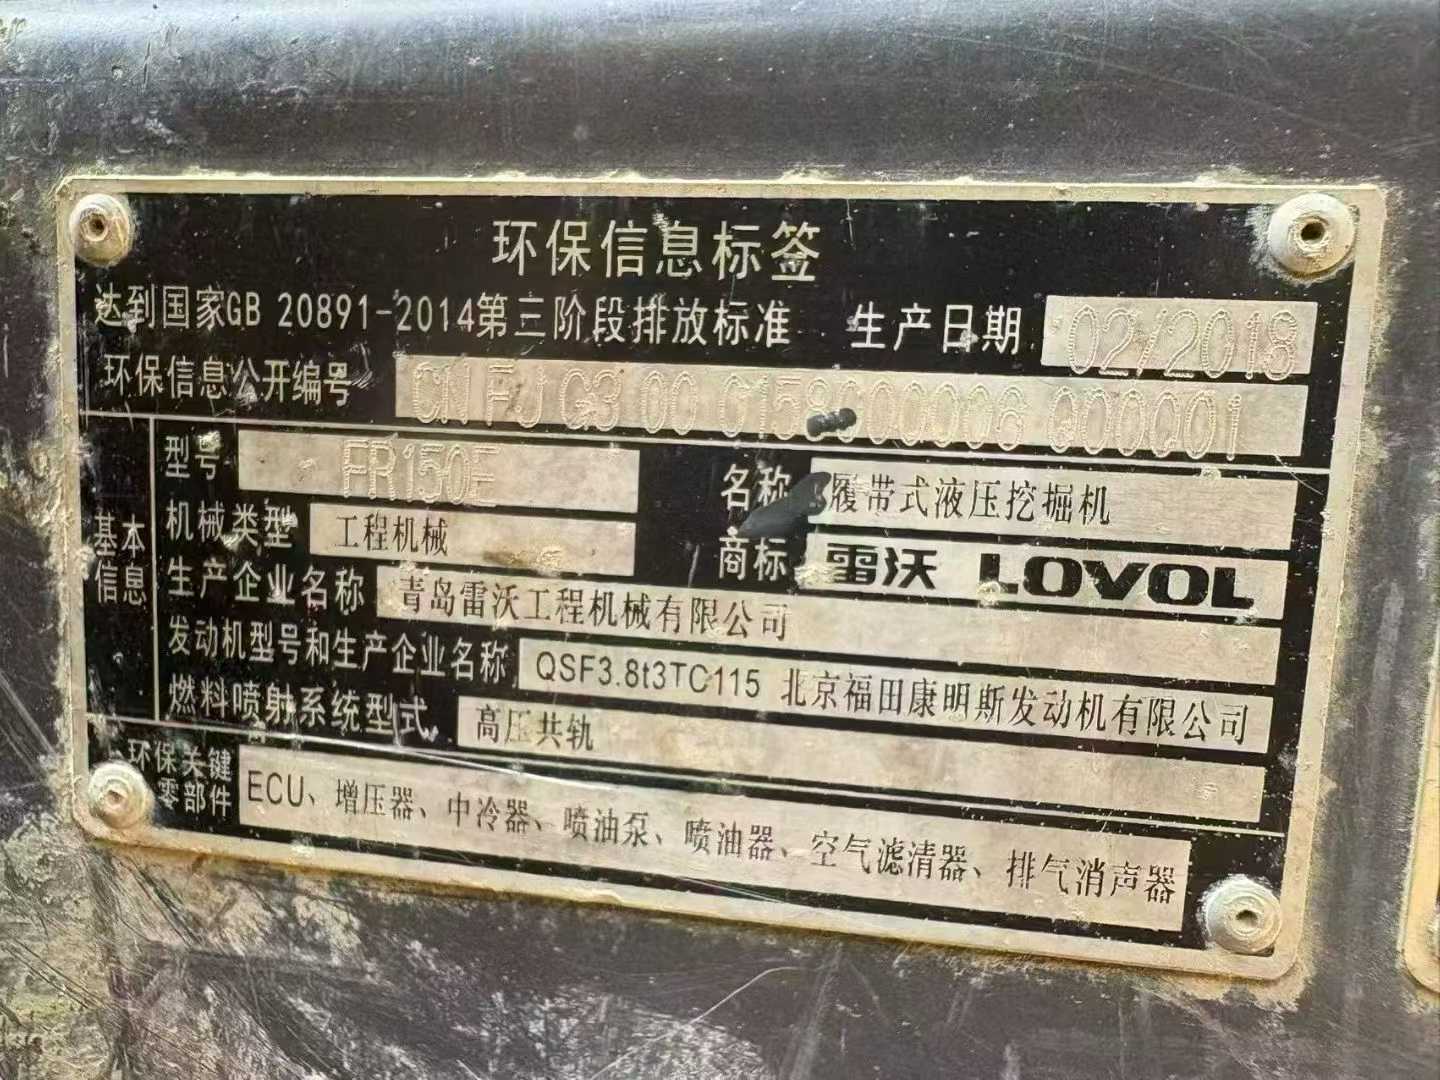 环保信息标签
达到国家GB 20891-2014第三阶段排放标准 生产日期 02/2018
环保信息公开编号 CN FJ G3 00 0158000006 000001
基本信息
型号 FR150E 名称 履带式液压挖掘机
机械类型 工程机械 商标 雷沃 LOVOL
生产企业名称 青岛雷沃工程机械有限公司
发动机型号和生产企业名称 QSF3.8t3TC115 北京福田康明斯发动机有限公司
燃料喷射系统型式 高压共轨
环保关键零部件 ECU、增压器、中冷器、喷油泵、喷油器、空气滤清器、排气消声器